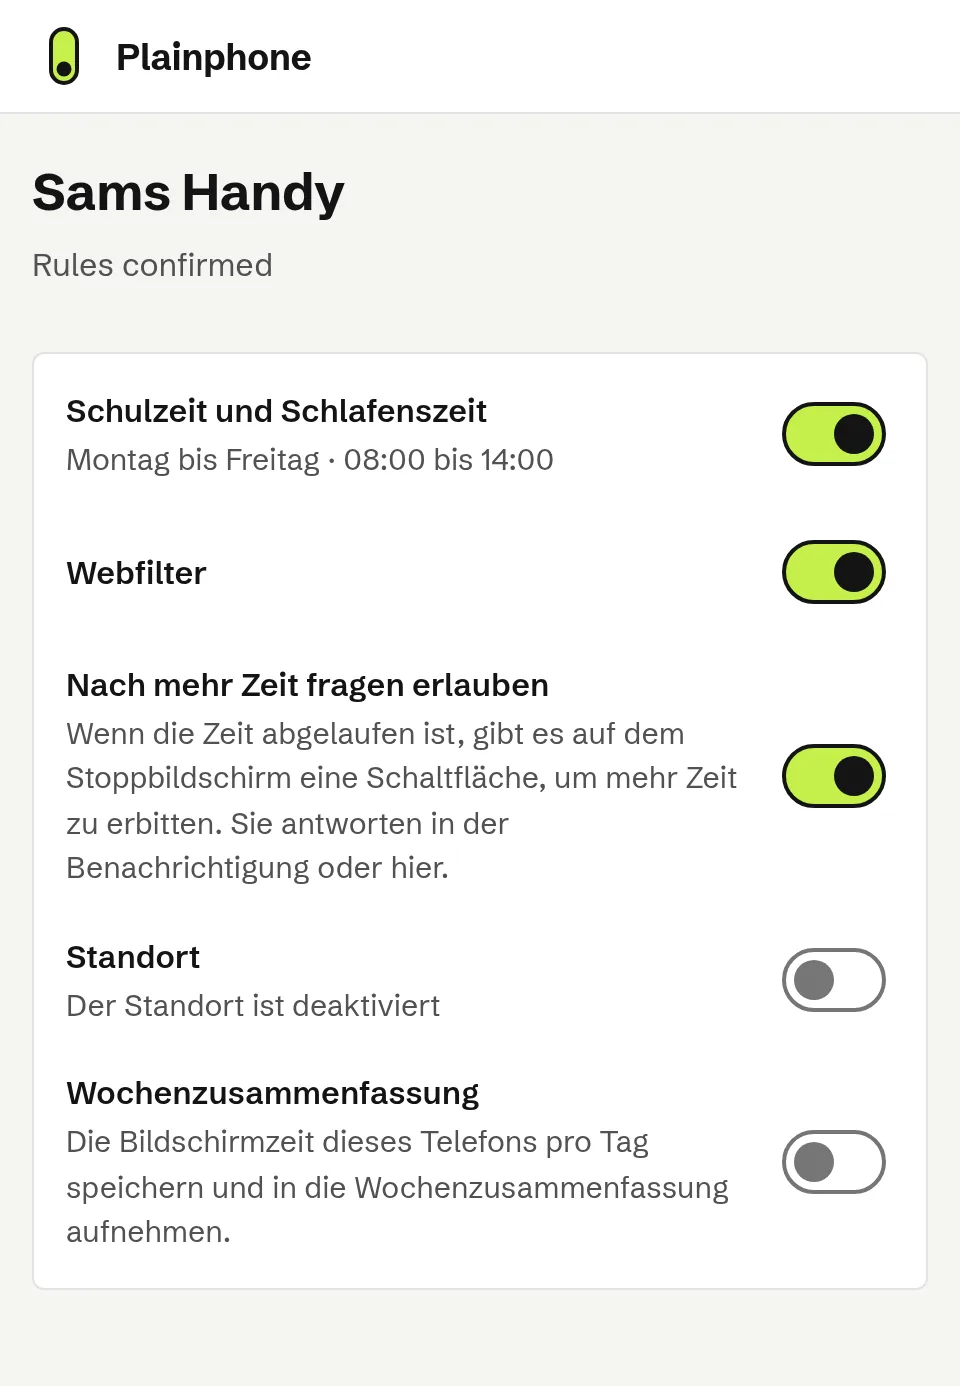 Plainphone
Sams Handy
Rules confirmed
Schulzeit und Schlafenszeit
Montag bis Freitag · 08:00 bis 14:00
Webfilter
Nach mehr Zeit fragen erlauben
Wenn die Zeit abgelaufen ist, gibt es auf dem
Stoppbildschirm eine Schaltfläche, um mehr Zeit
zu erbitten. Sie antworten in der
Benachrichtigung oder hier.
Standort
Der Standort ist deaktiviert
Wochenzusammenfassung
Die Bildschirmzeit dieses Telefons pro Tag
speichern und in die Wochenzusammenfassung
aufnehmen.